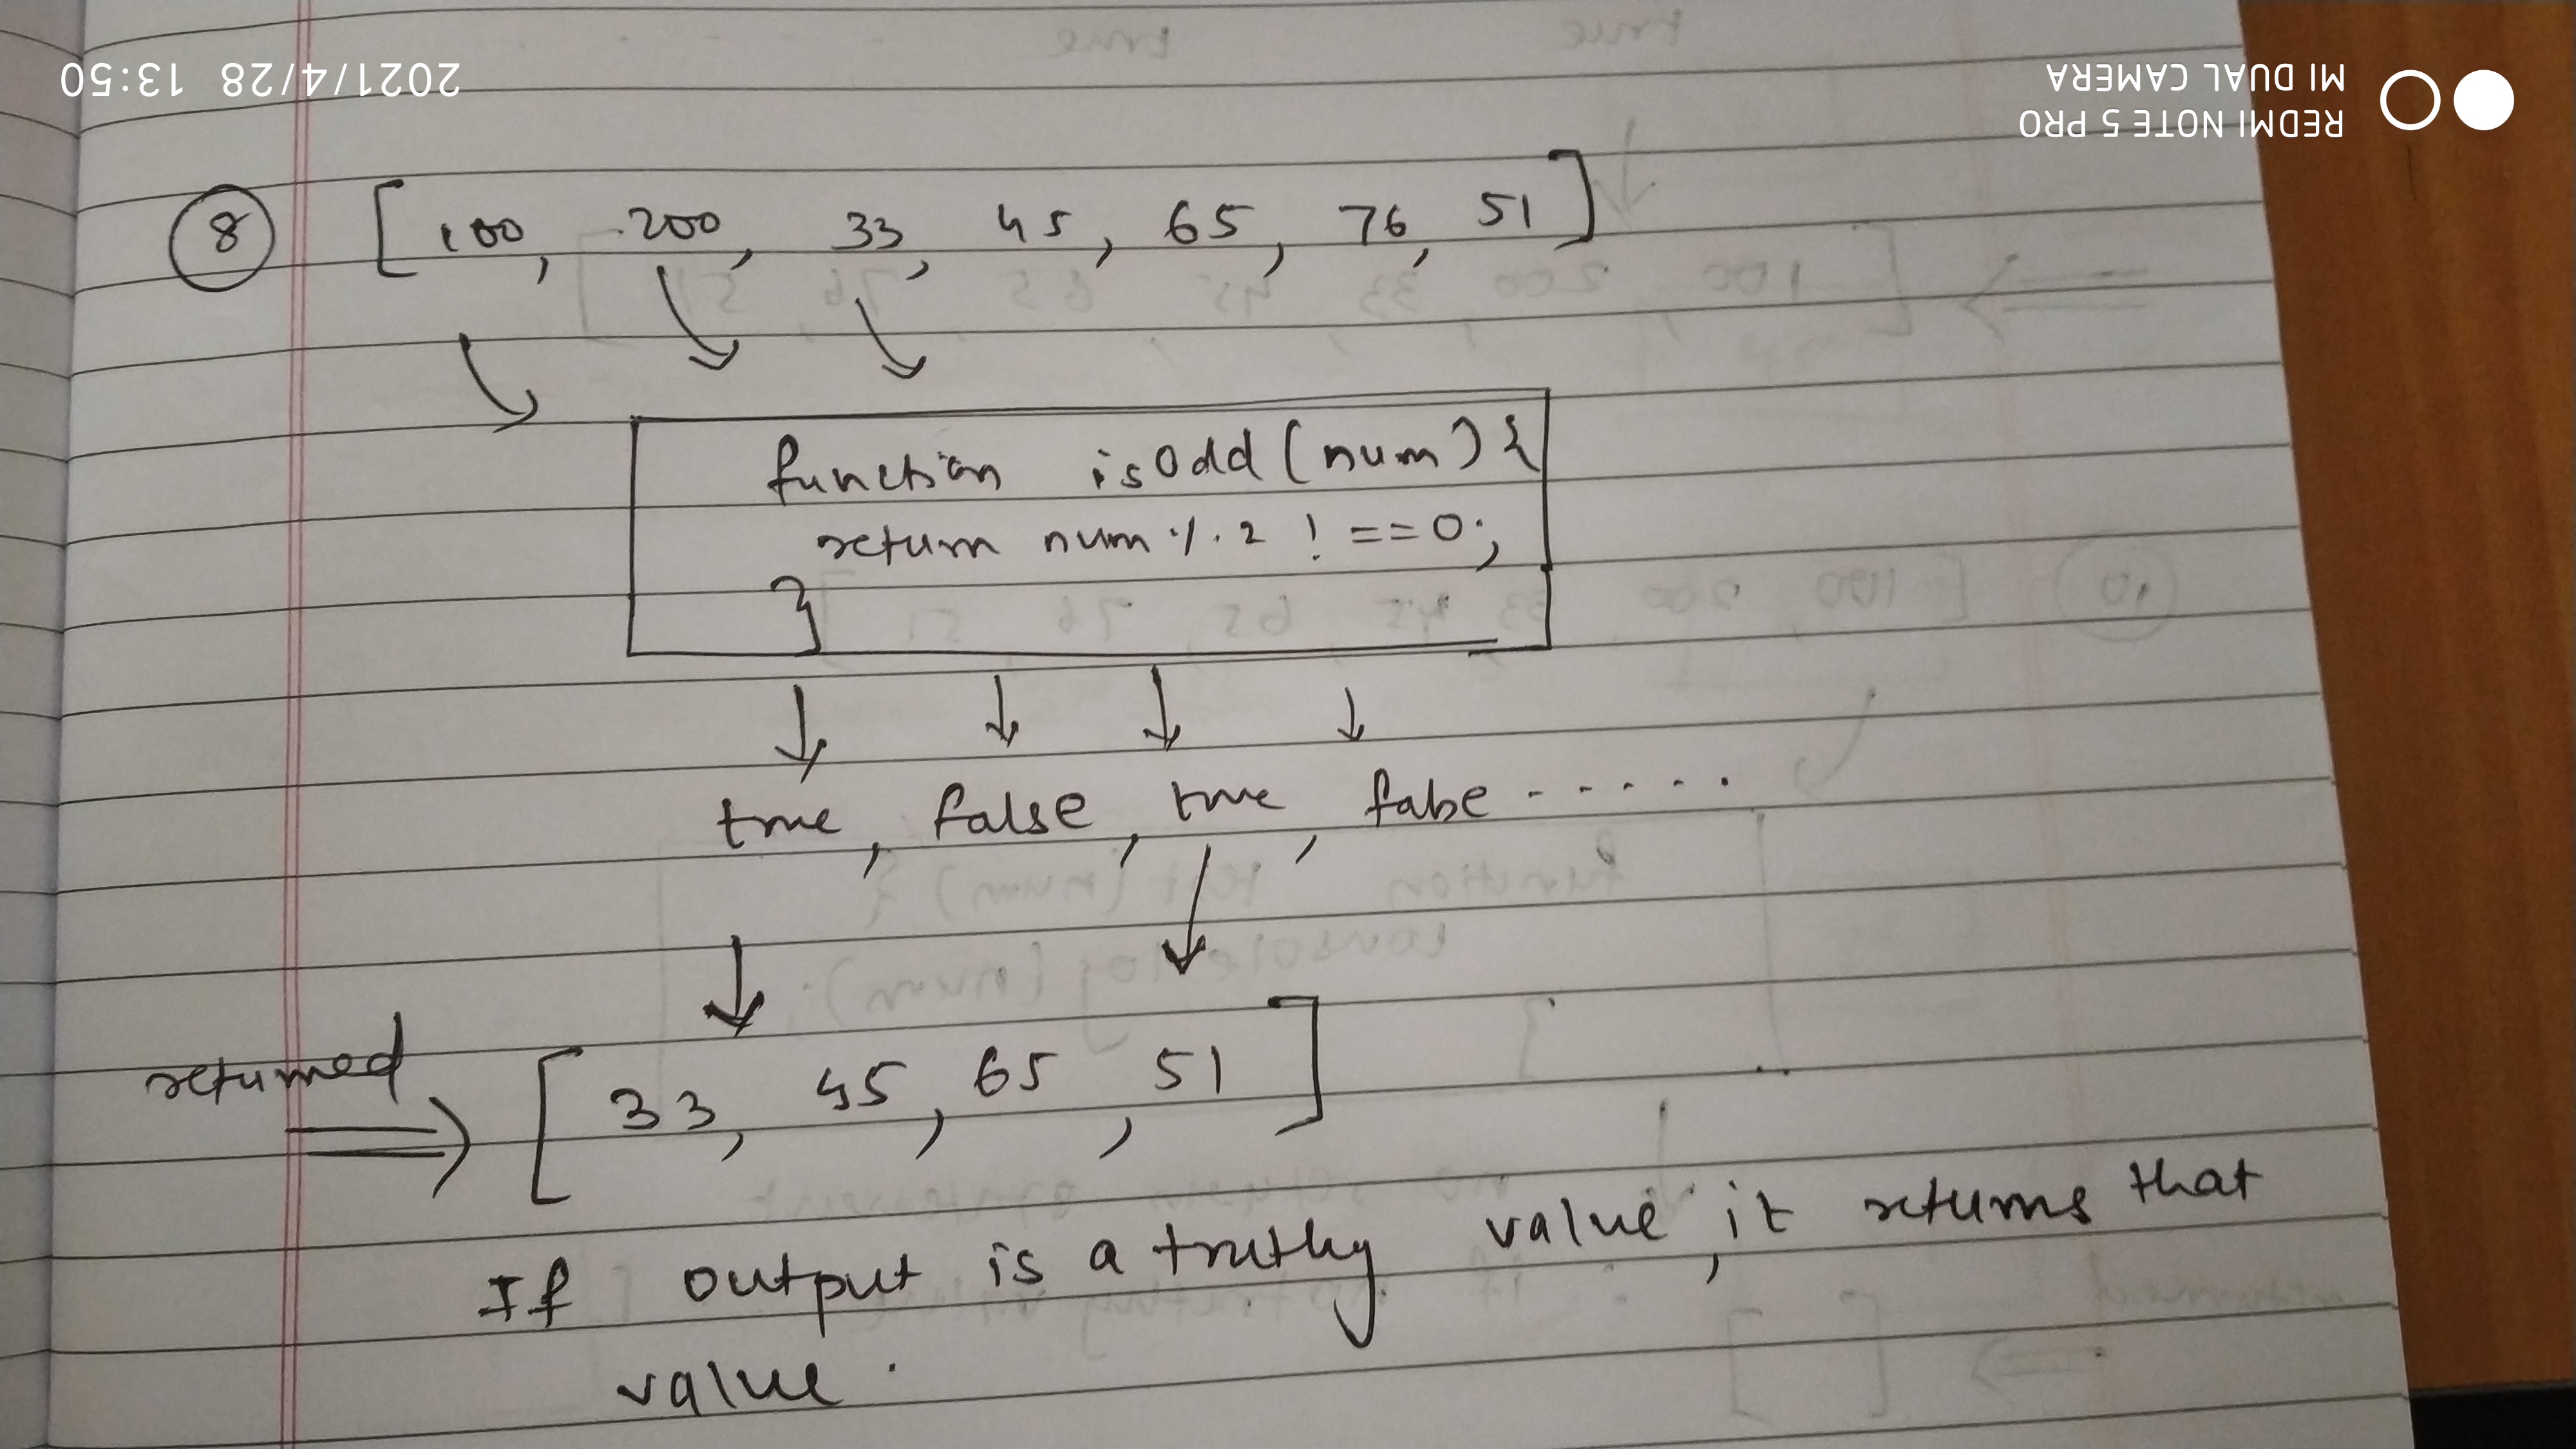 8 [ 100, 200, 33, 45, 65, 76, 51 ]
function isOdd (num) {
return num % 2 ! == 0;
}
true, false, true, false ......
returned => [ 33, 45, 65, 51 ]
If output is a truthy value, it returns that
value.
REDMI NOTE 5 PRO
MI DUAL CAMERA
2021/4/28 13:50